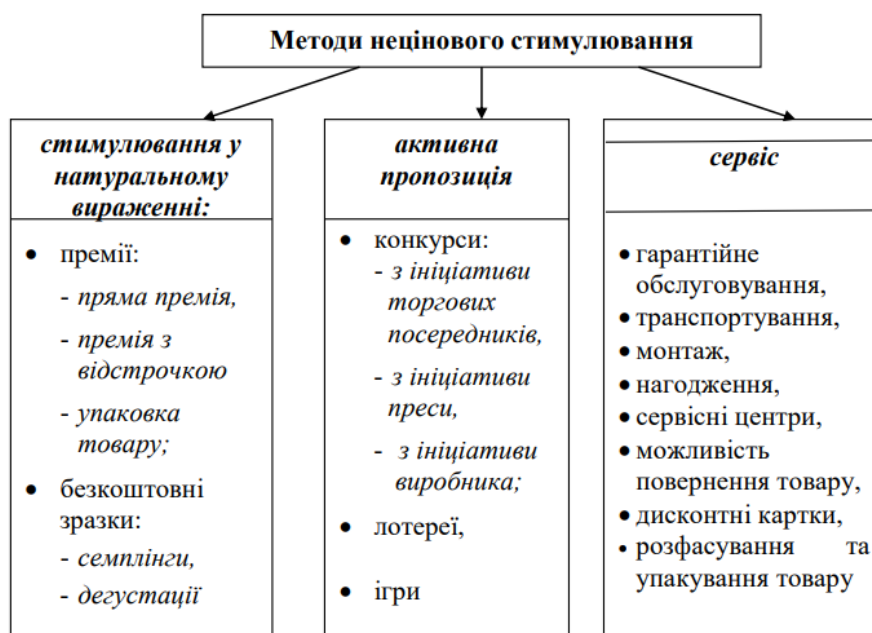 Методи нецінового стимулювання
стимулювання у
натуральному
вираженні:
• премії:
- пряма премія,
- премія з
відстрочкою
- упаковка
товару;
• безкоштовні
зразки:
- семплінги,
- дегустації
активна
пропозиція
• конкурси:
- з ініціативи
торгових
посередників,
- з ініціативи
преси,
- з ініціативи
виробника;
• лотереї,
• ігри
сервіс
• гарантійне
обслуговування,
• транспортування,
• монтаж,
• нагодження,
• сервісні центри,
• можливість
повернення товару,
• дисконтні картки,
• розфасування та
упакування товару